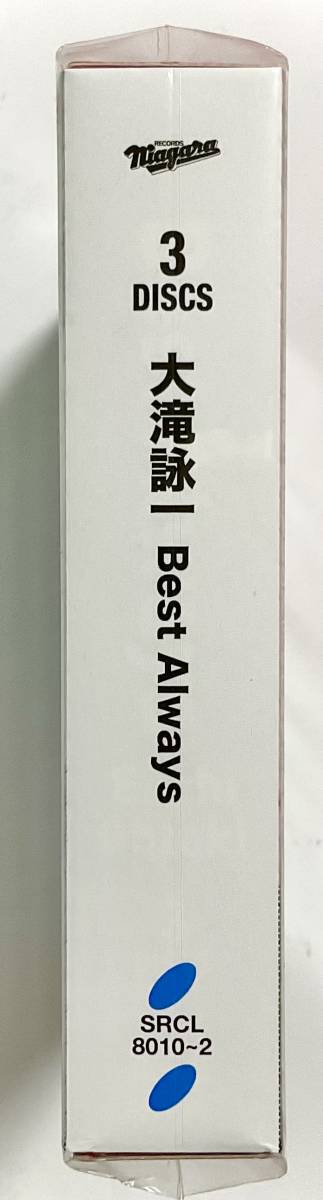 RECORDS
Niagara
3
DISCS
大滝詠一 Best Always
SRCL
8010~2